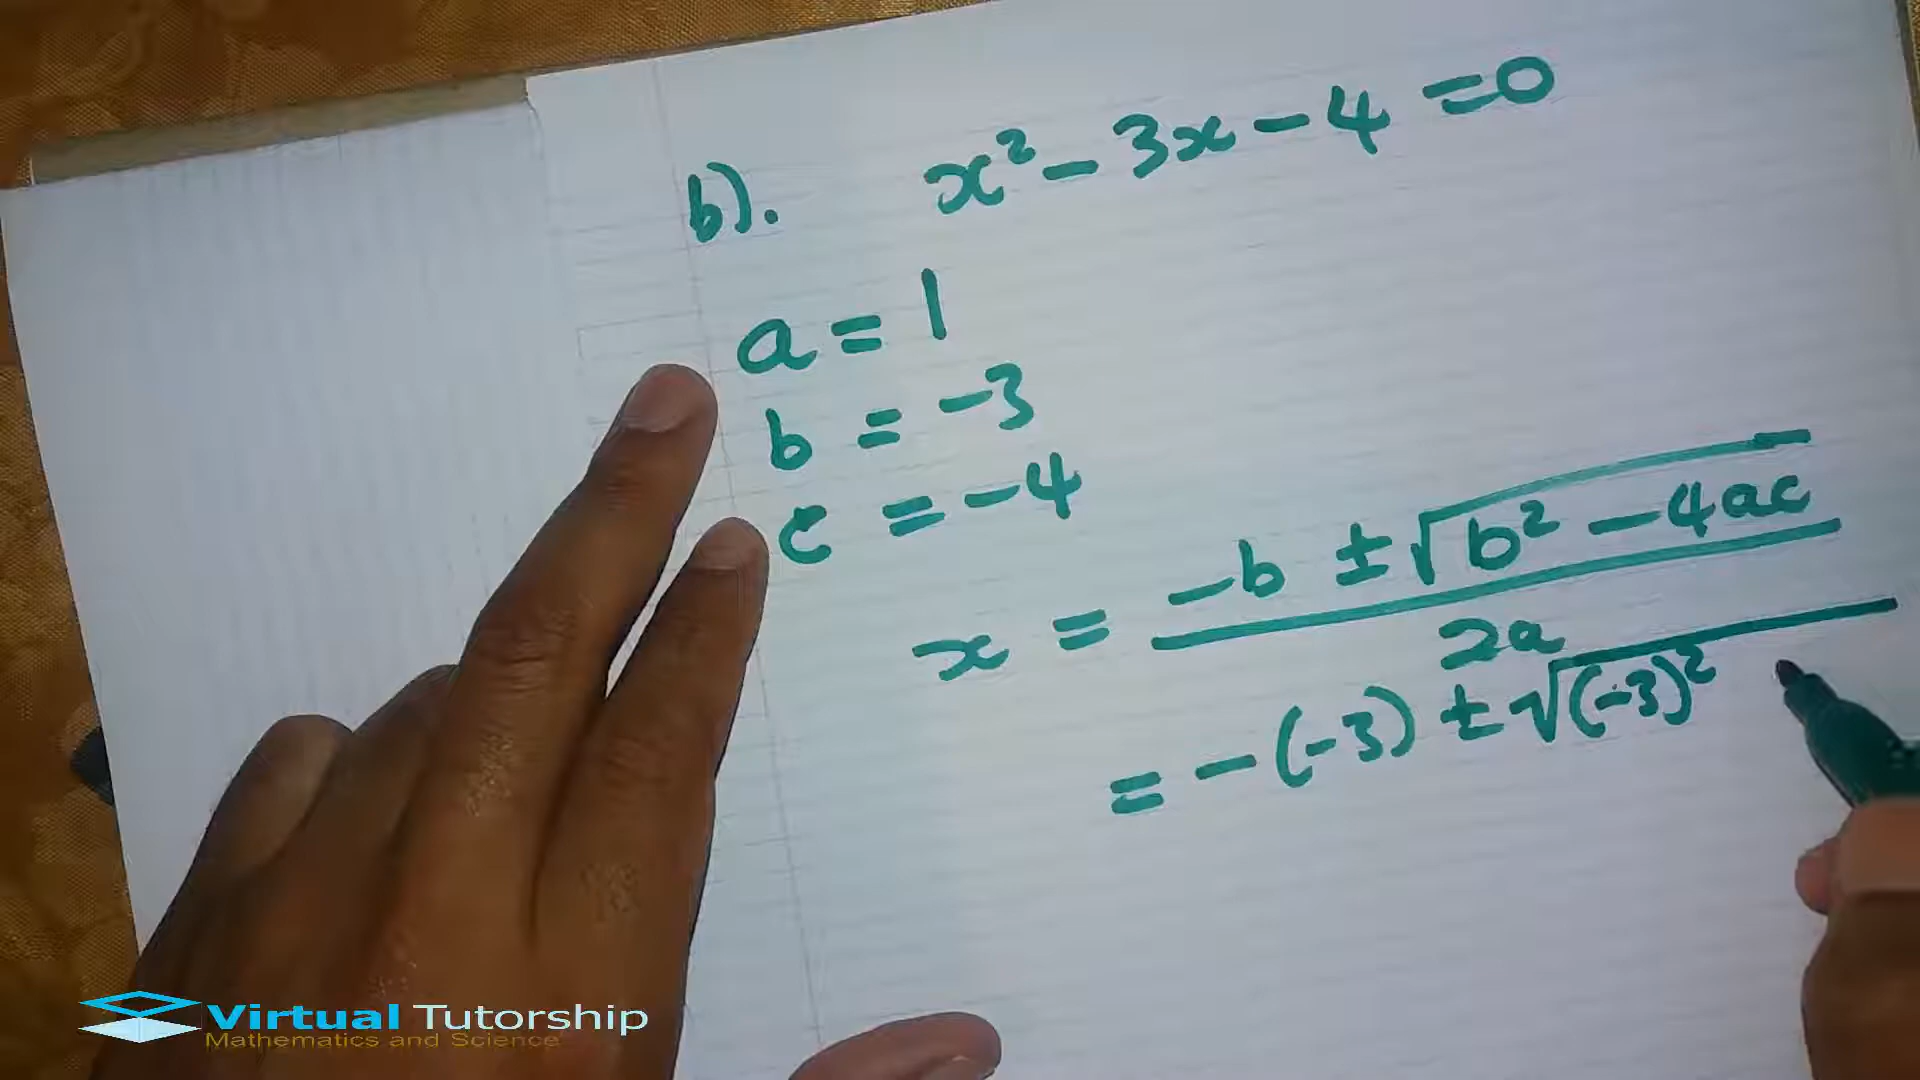 b). x² - 3x - 4 = 0
a = 1
b = -3
c = -4
x = -b ± √b² - 4ac
2a
= - (-3) ± √(-3)²
Virtual Tutorship
Mathematics and Science